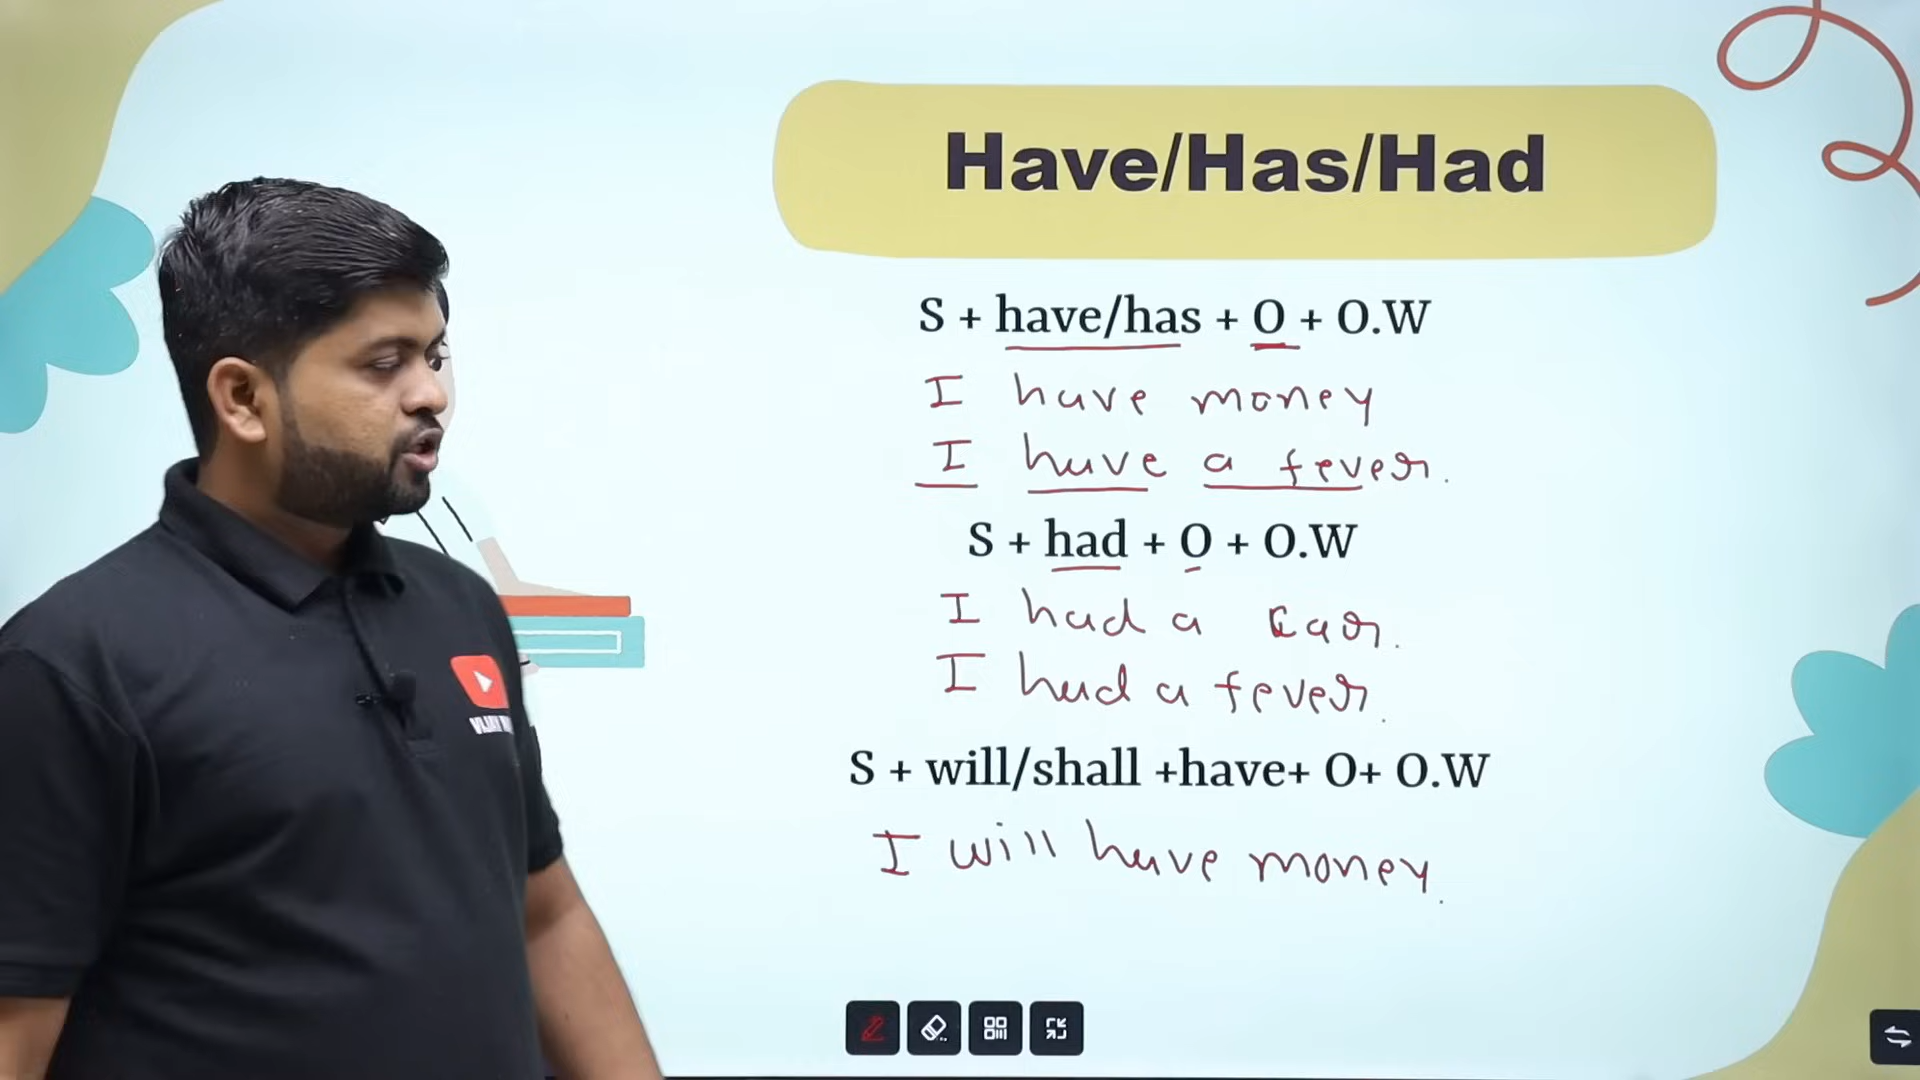 Have/Has/Had
S + have/has + O + O.W
I have money
I have a fever.
S + had + O + O.W
I had a car.
I had a fever.
S + will/shall +have+ O+ O.W
I will have money.
VIJAY